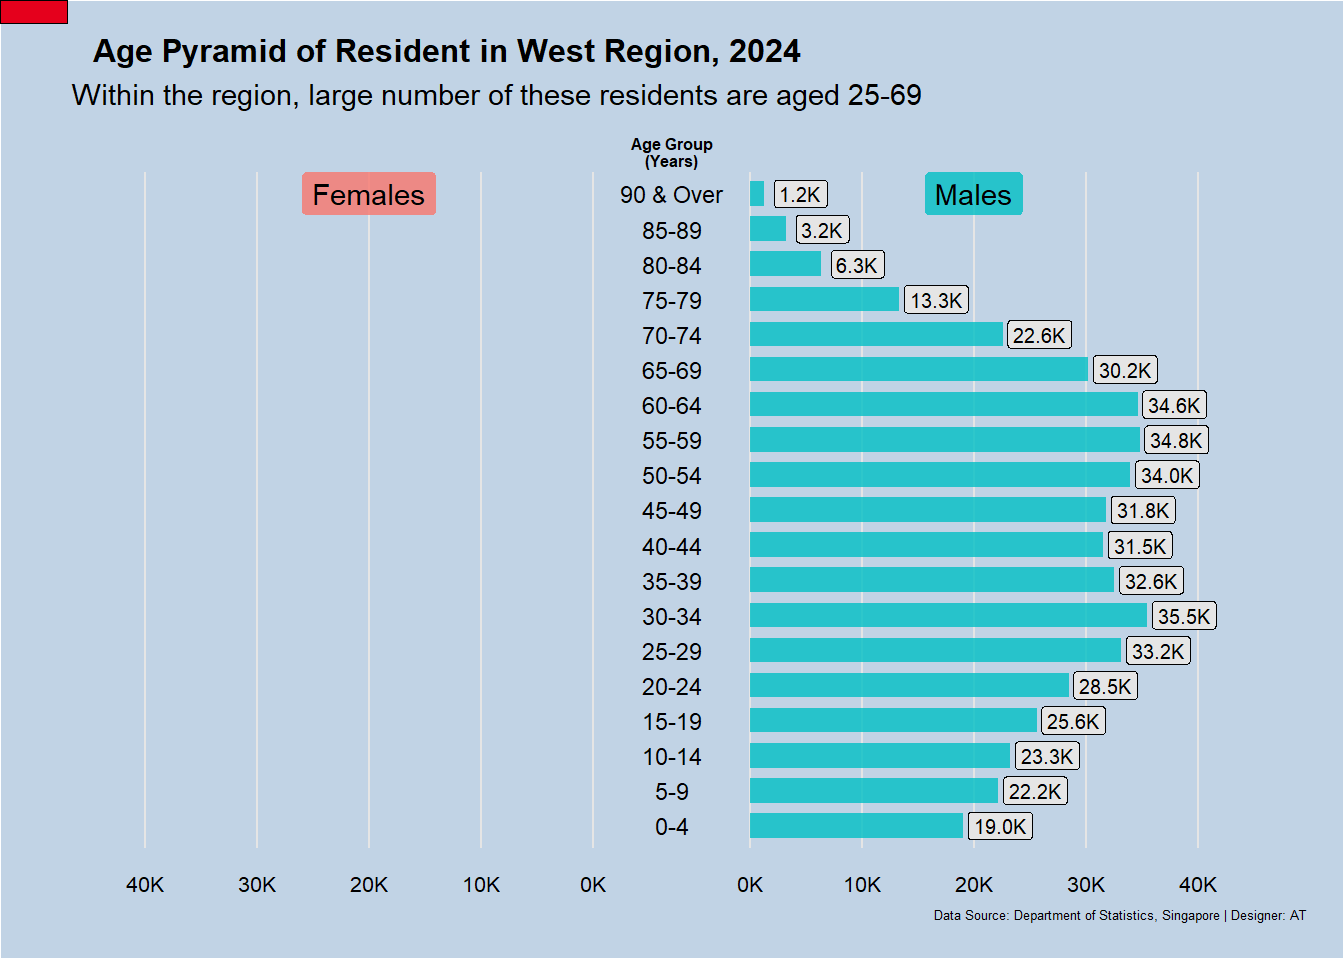 Age Pyramid of Resident in West Region, 2024
Within the region, large number of these residents are aged 25-69
Age Group
(Years)
Females
Males
90 & Over 1.2K
85-89 3.2K
80-84 6.3K
75-79 13.3K
70-74 22.6K
65-69 30.2K
60-64 34.6K
55-59 34.8K
50-54 34.0K
45-49 31.8K
40-44 31.5K
35-39 32.6K
30-34 35.5K
25-29 33.2K
20-24 28.5K
15-19 25.6K
10-14 23.3K
5-9 22.2K
0-4 19.0K
40K 30K 20K 10K 0K 0K 10K 20K 30K 40K
Data Source: Department of Statistics, Singapore | Designer: AT